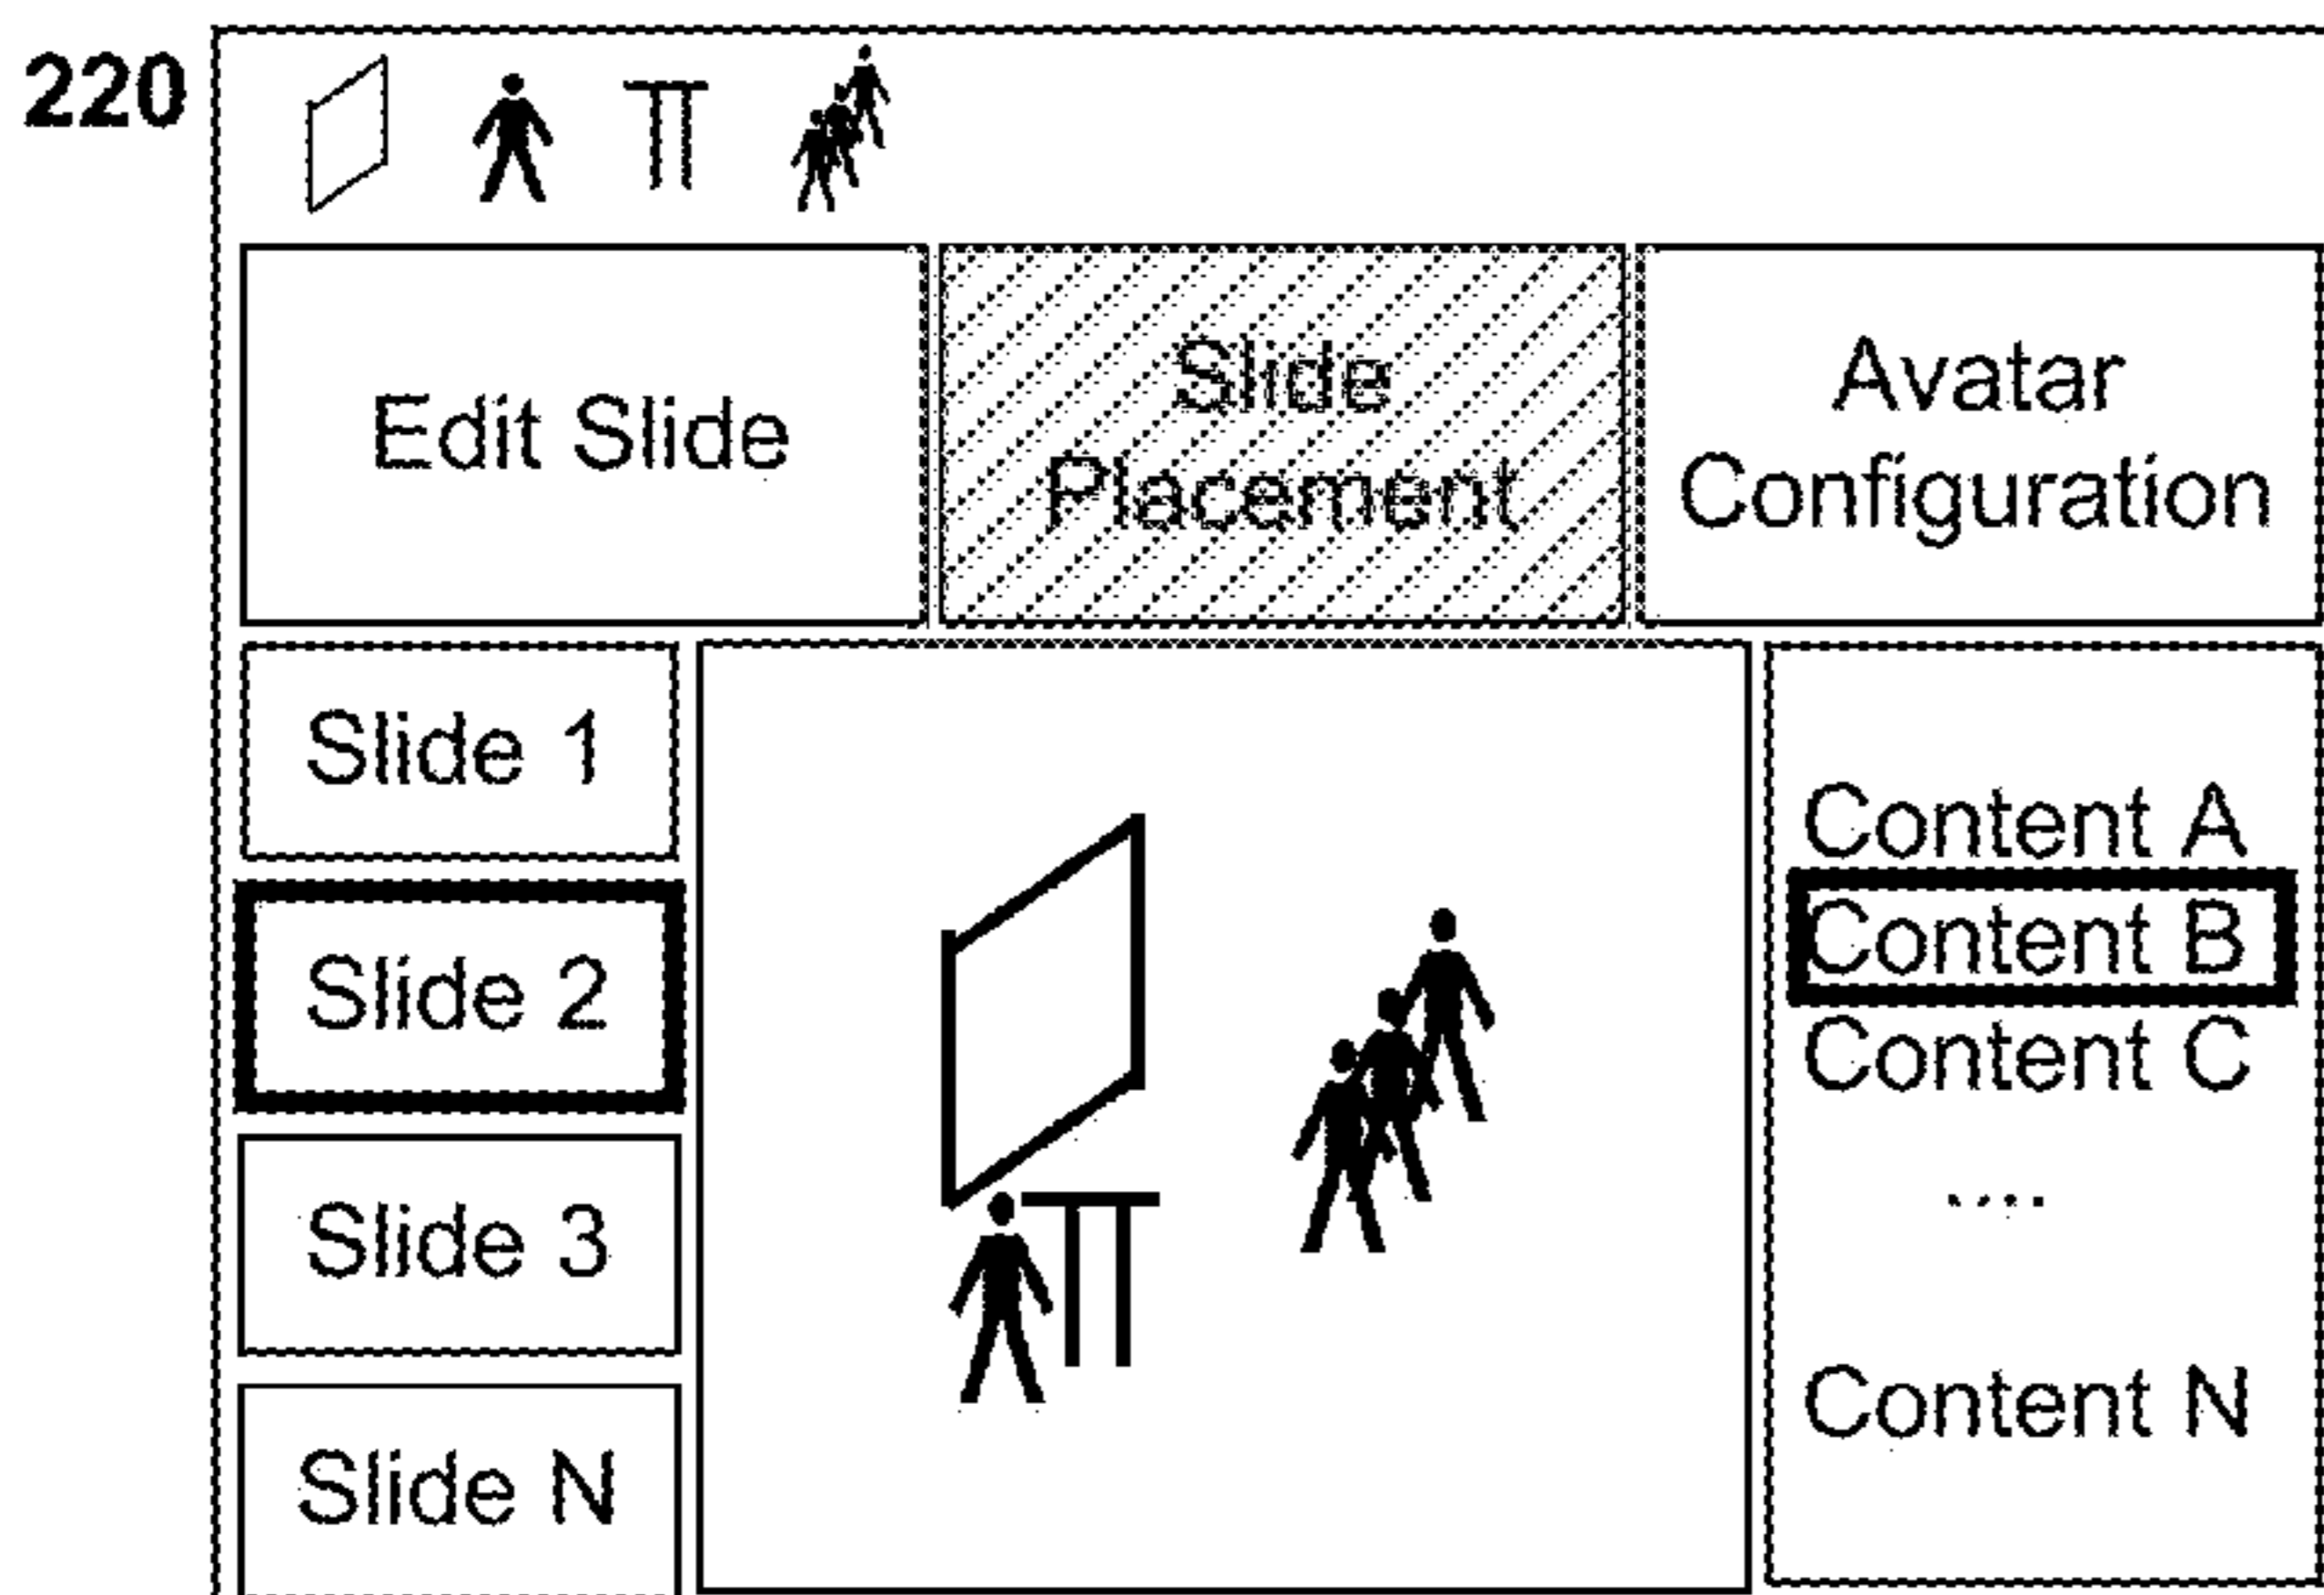 220
Edit Slide
Slide
Placement
Avatar
Configuration
Slide 1
Slide 2
Slide 3
Slide N
Content A
Content B
Content C
....
Content N